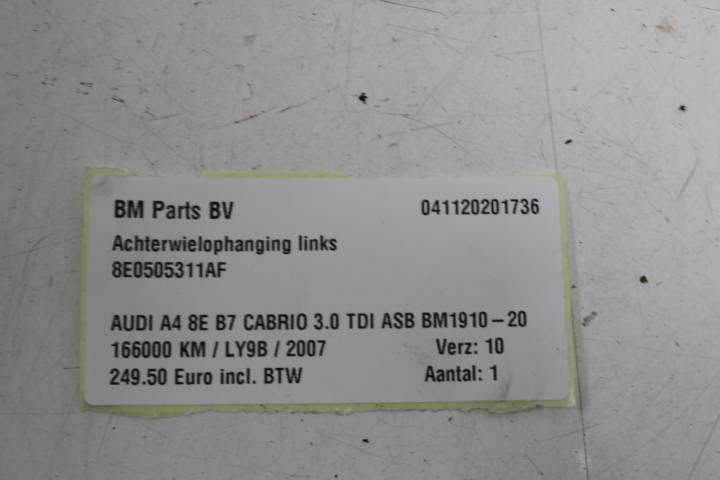 BM Parts BV 041120201736
Achterwielophanging links
8E0505311AF
AUDI A4 8E B7 CABRIO 3.0 TDI ASB BM1910-20
166000 KM / LY9B / 2007 Verz: 10
249.50 Euro incl. BTW Aantal: 1